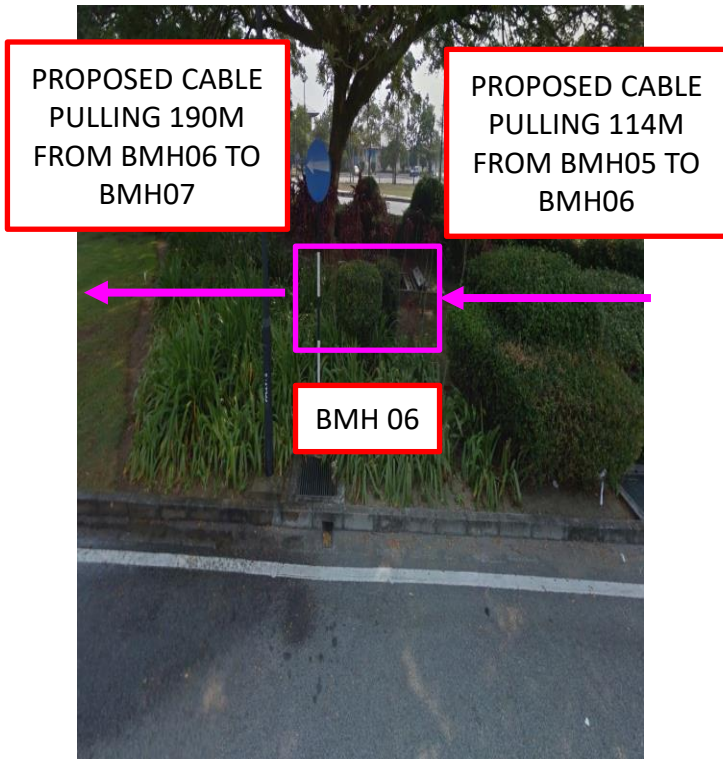 PROPOSED CABLE
PULLING 190M
FROM BMH06 TO
BMH07
PROPOSED CABLE
PULLING 114M
FROM BMH05 TO
BMH06
BMH 06